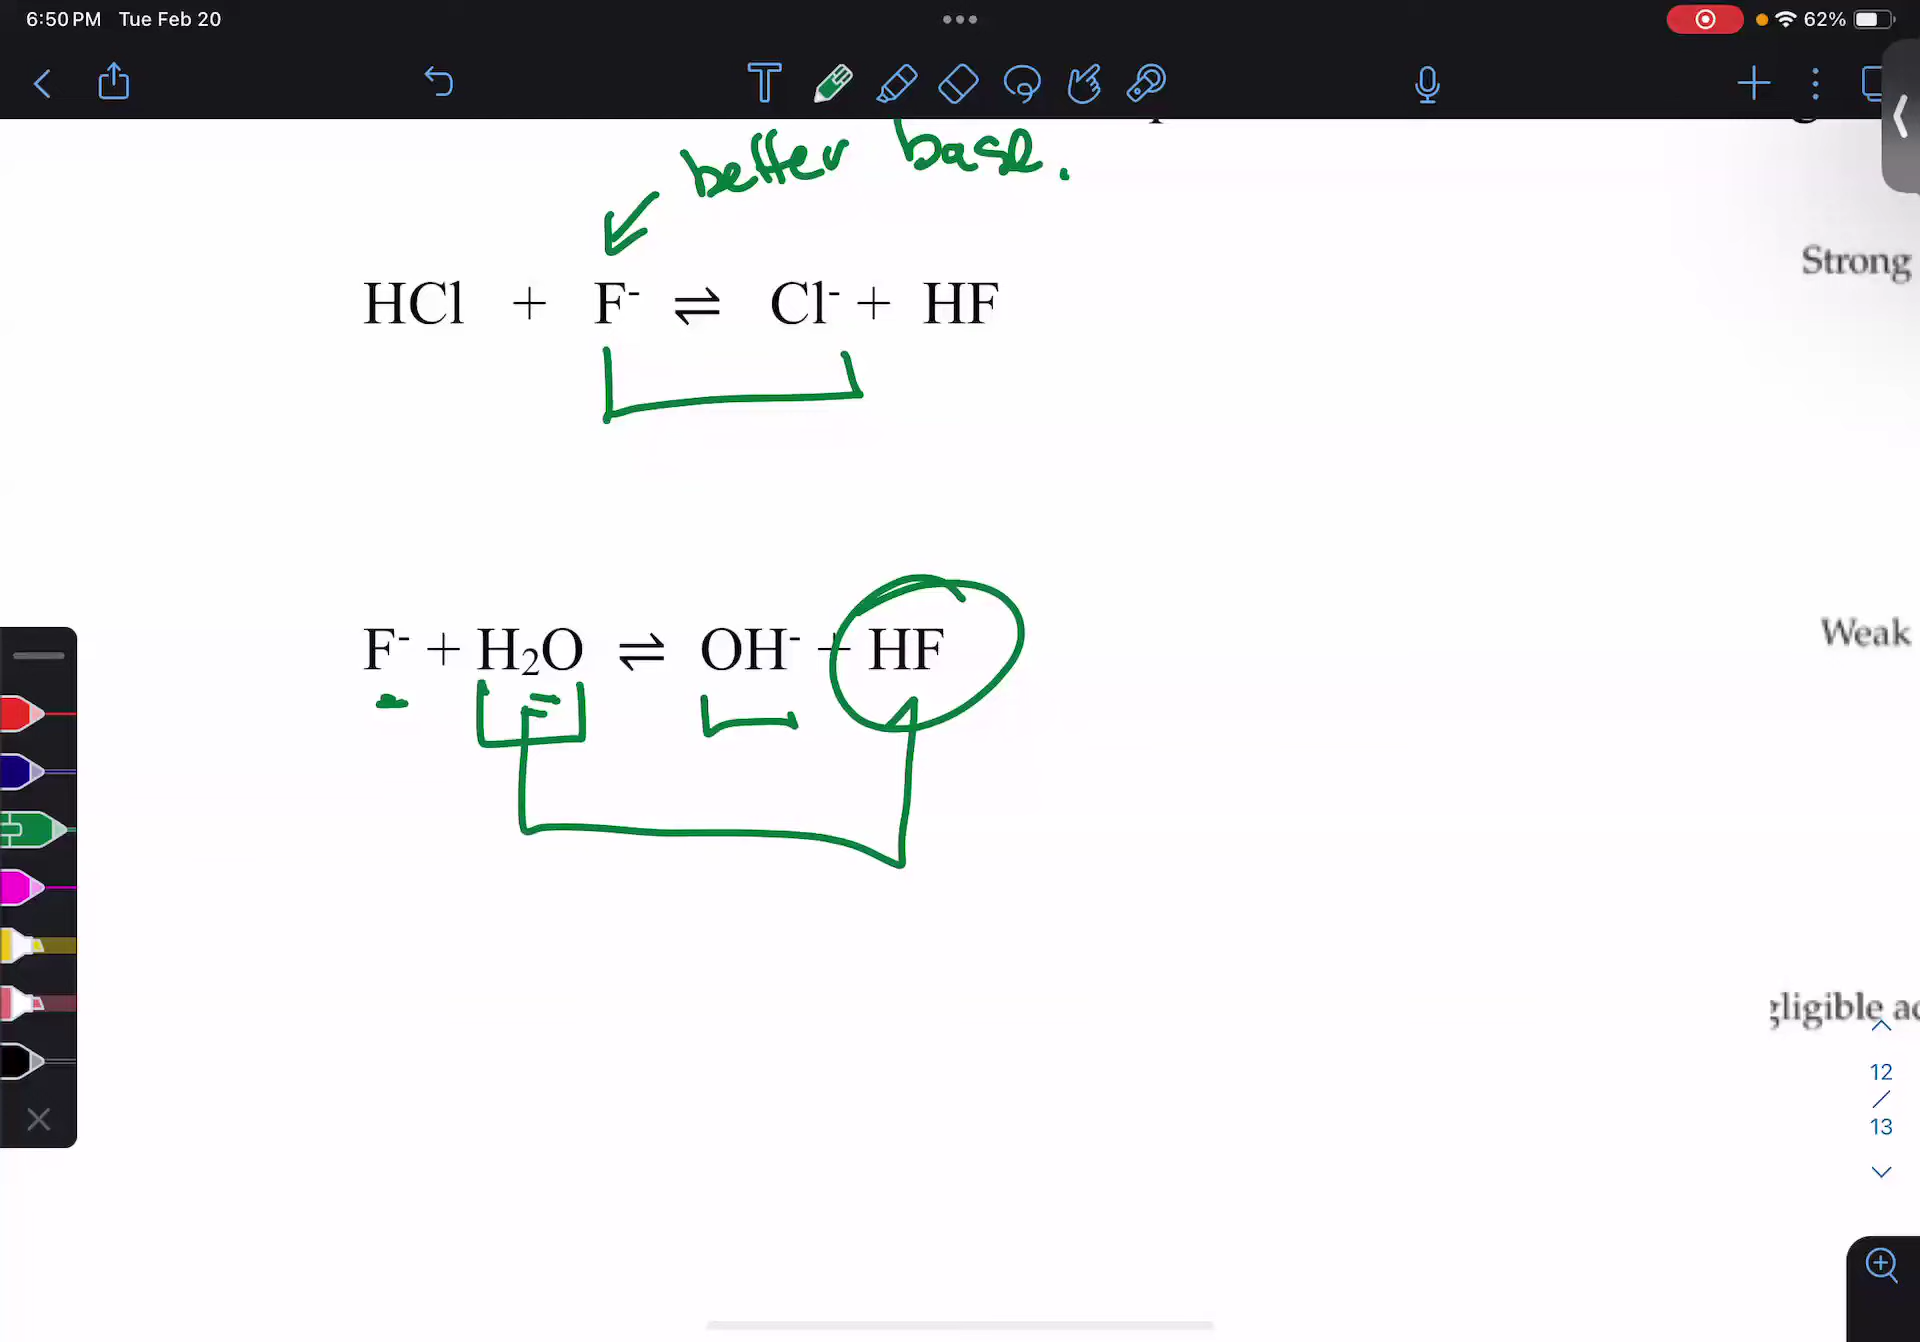 6:50 PM Tue Feb 20
62%
better base.
HCl + F⁻ ⇌ Cl⁻ + HF
Strong
F⁻ + H₂O ⇌ OH⁻ + HF
Weak
gligible ac
12
/
13